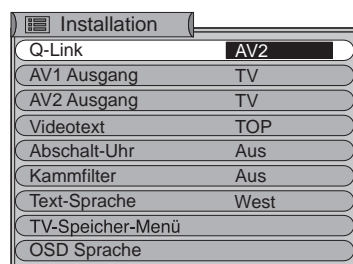 Installation
Q-Link AV2
AV1 Ausgang TV
AV2 Ausgang TV
Videotext TOP
Abschalt-Uhr Aus
Kammfilter Aus
Text-Sprache West
TV-Speicher-Menü
OSD Sprache